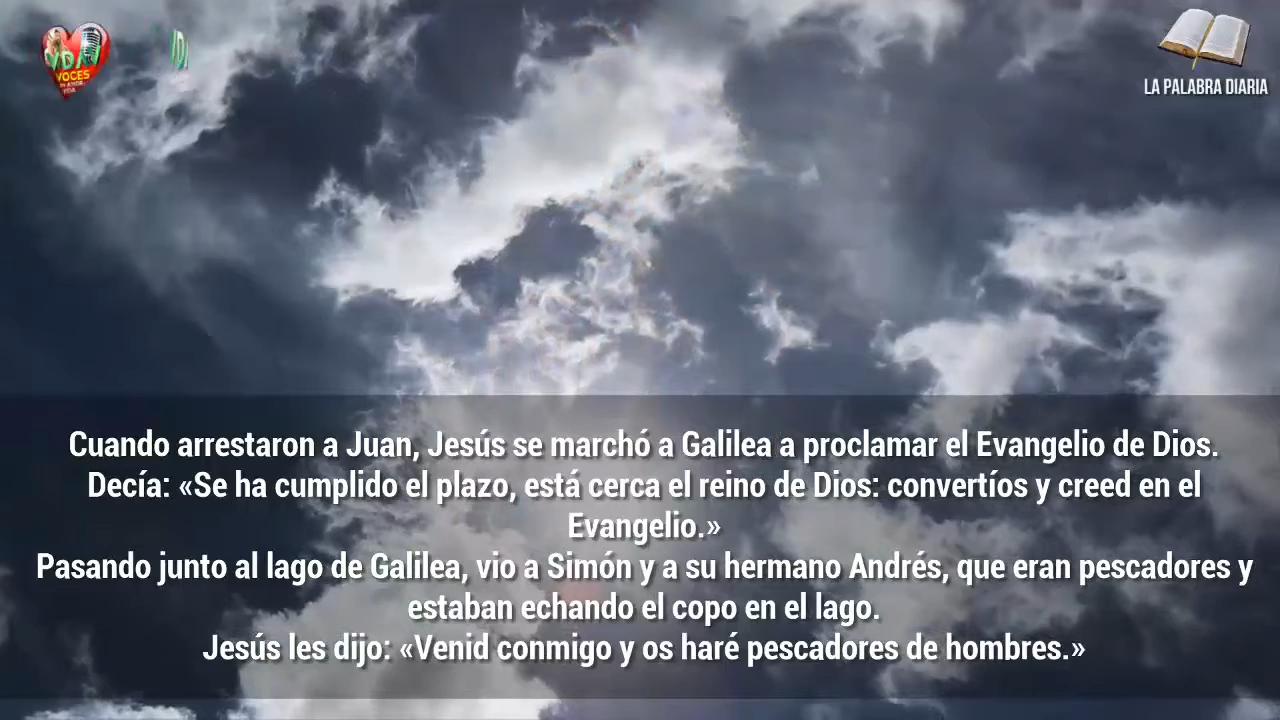 VDA
VOCES
LA PALABRA DIARIA
Cuando arrestaron a Juan, Jesús se marchó a Galilea a proclamar el Evangelio de Dios.
Decía: «Se ha cumplido el plazo, está cerca el reino de Dios: convertíos y creed en el
Evangelio.»
Pasando junto al lago de Galilea, vio a Simón y a su hermano Andrés, que eran pescadores y
estaban echando el copo en el lago.
Jesús les dijo: «Venid conmigo y os haré pescadores de hombres.»